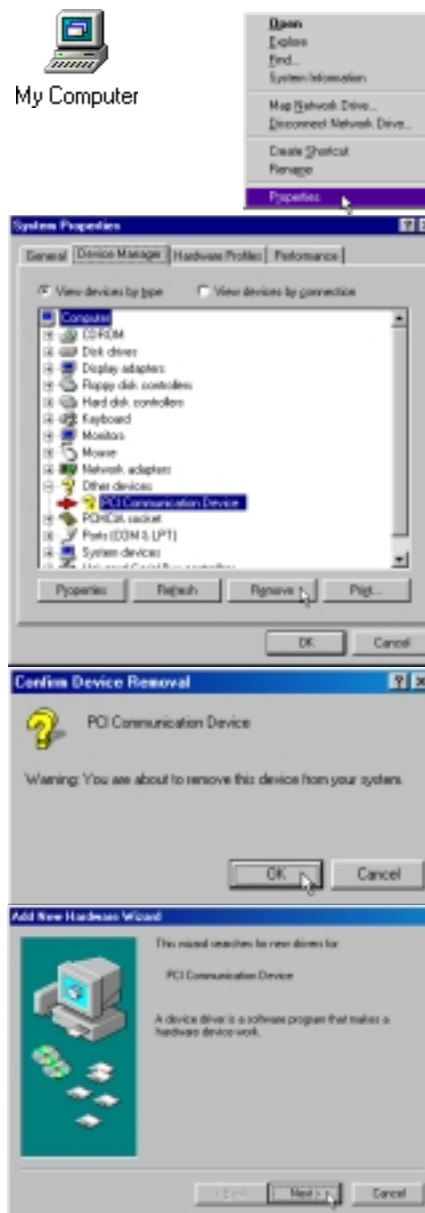 My Computer
Open
Explore
Find...
System Information
Map Network Drive...
Disconnect Network Drive...
Create Shortcut
Rename
Properties
System Properties
General Device Manager Hardware Profiles Performance
View devices by type View devices by connection
Computer
CDROM
Disk drives
Display adapters
Floppy disk controllers
Hard disk controllers
Keyboard
Monitors
Mouse
Network adapters
Other devices
PCI Communication Device
PCMCIA socket
Ports (COM & LPT)
System devices
Universal Serial Bus controllers
Properties Refresh Remove Print...
OK Cancel
Confirm Device Removal
PCI Communication Device
Warning: You are about to remove this device from your system.
OK Cancel
Add New Hardware Wizard
This wizard searches for new drivers for:
PCI Communication Device
A device driver is a software program that makes a
hardware device work.
< Back Next > Cancel